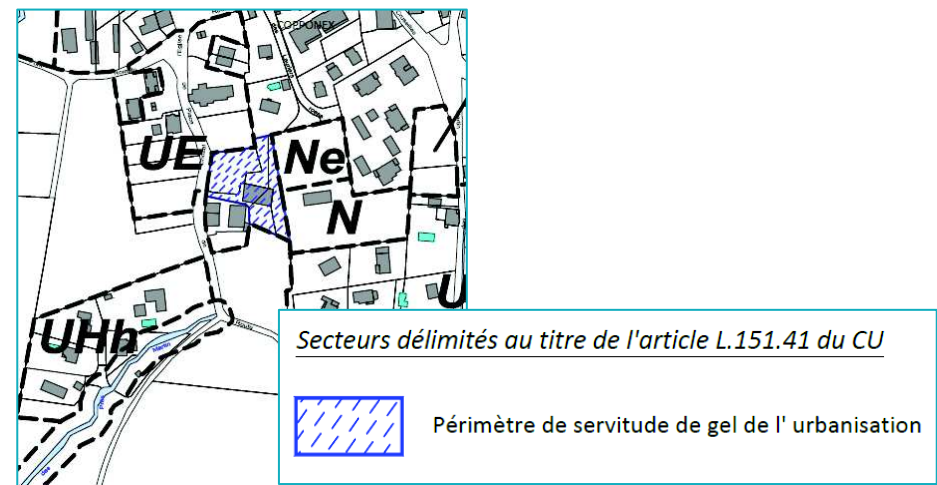 COPPONEX
UE
Ne
N
U
UHh
Secteurs délimités au titre de l'article L.151.41 du CU
Périmètre de servitude de gel de l' urbanisation